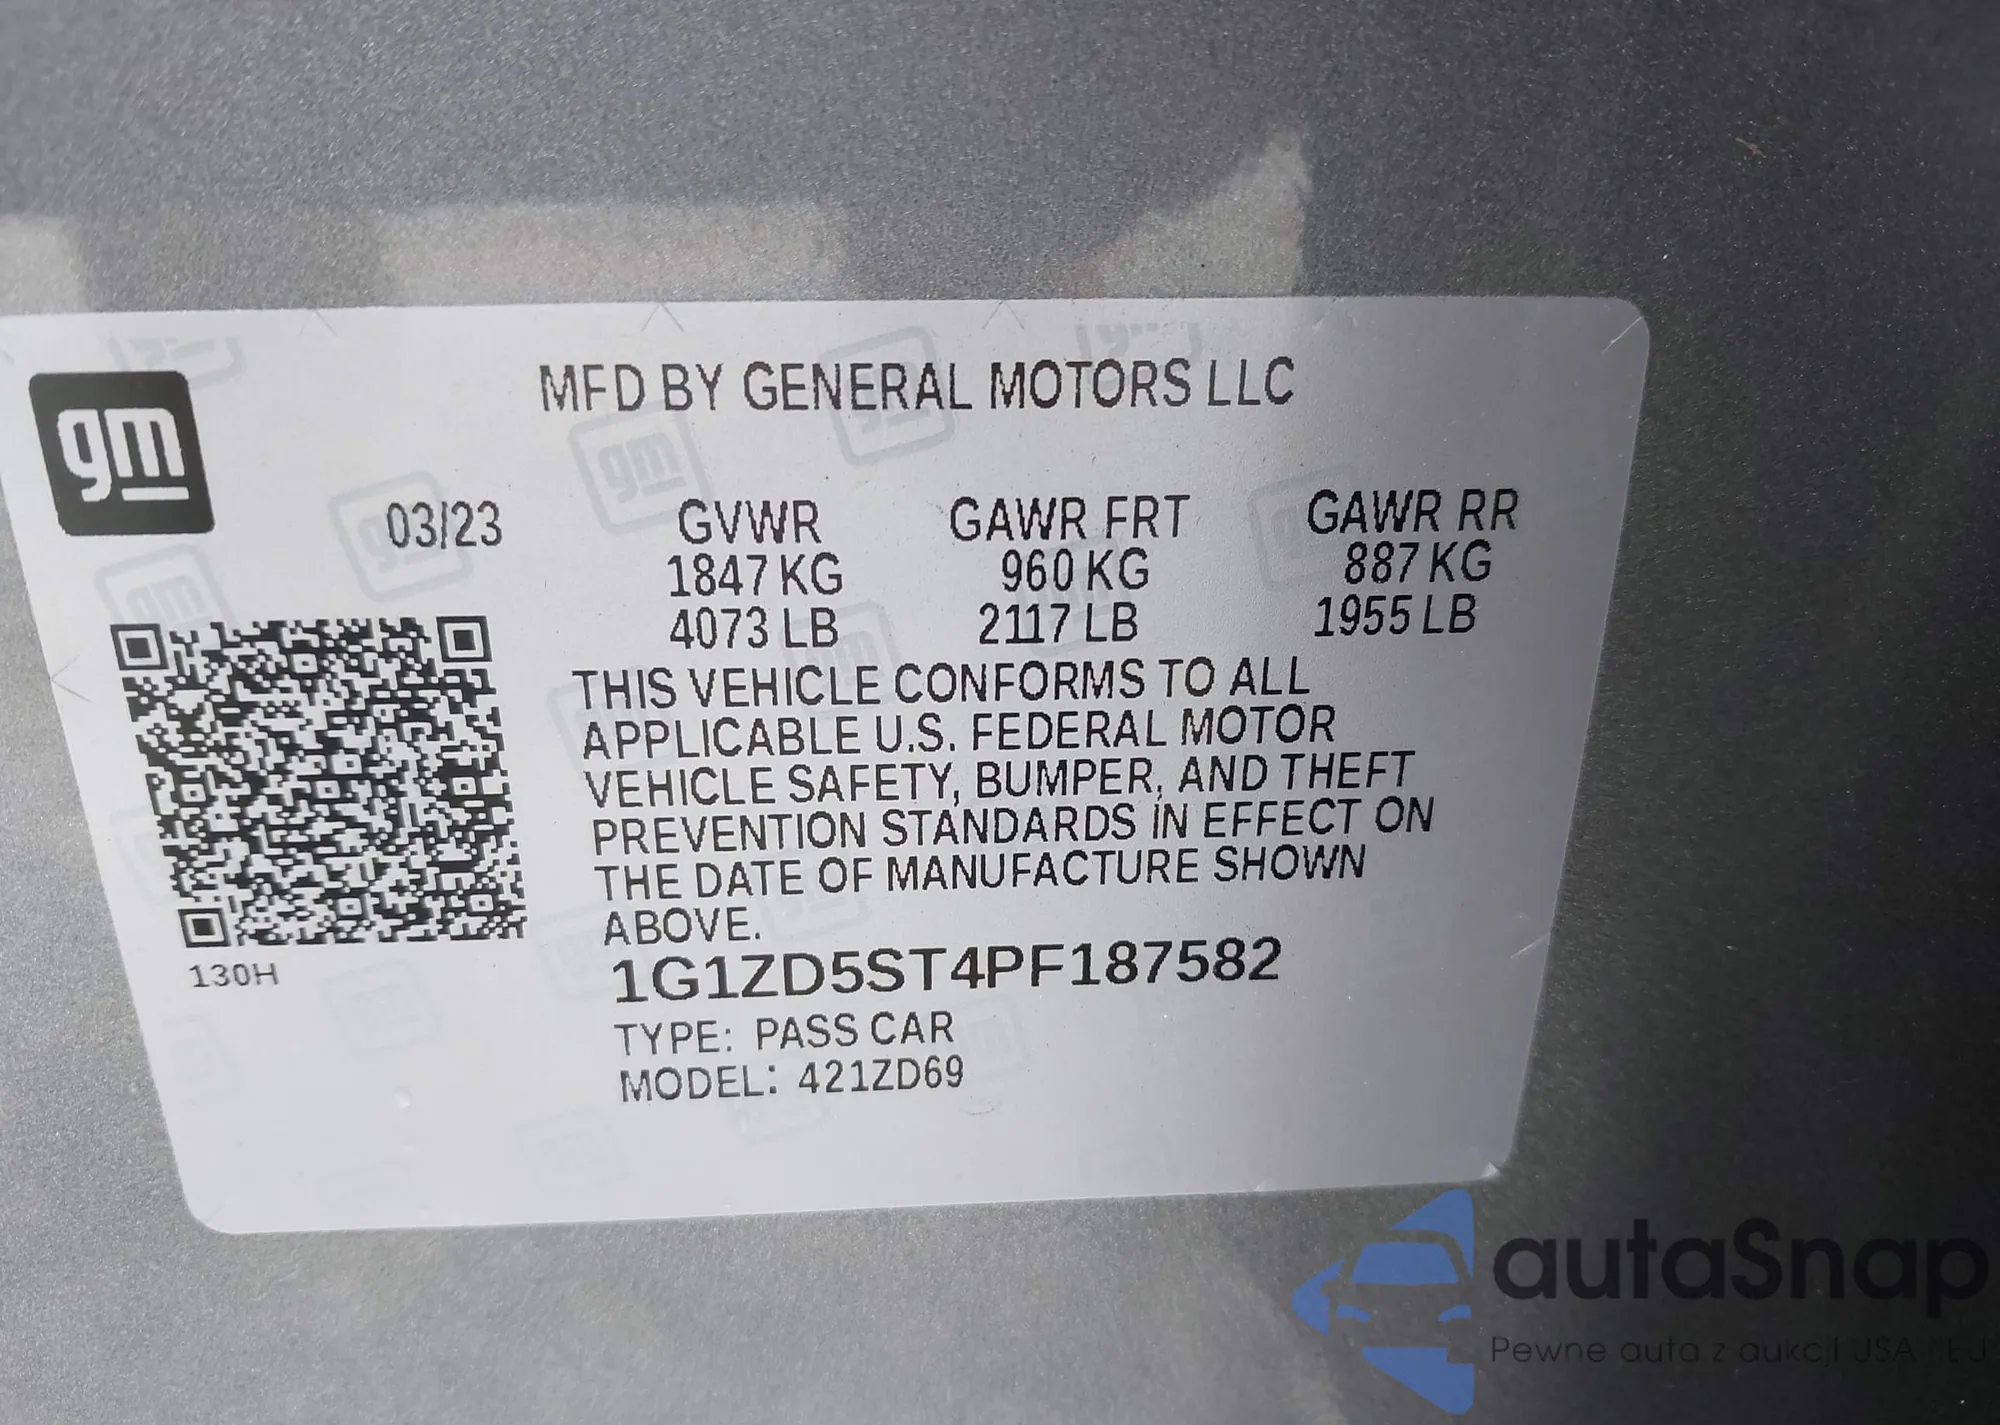 MFD BY GENERAL MOTORS LLC
gm
03/23 GVWR GAWR FRT GAWR RR
1847 KG 960 KG 887 KG
4073 LB 2117 LB 1955 LB
THIS VEHICLE CONFORMS TO ALL
APPLICABLE U.S. FEDERAL MOTOR
VEHICLE SAFETY, BUMPER, AND THEFT
PREVENTION STANDARDS IN EFFECT ON
THE DATE OF MANUFACTURE SHOWN
ABOVE.
130H
1G1ZD5ST4PF187582
TYPE: PASS CAR
MODEL: 421ZD69
autaSnap
Pewne auta z aukcji USA i EU